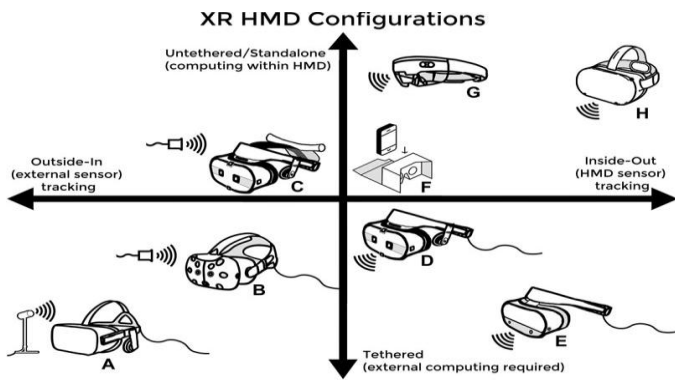 XR HMD Configurations
Untethered/Standalone
(computing within HMD)
G
H
Outside-In
(external sensor)
tracking
C
F
Inside-Out
(HMD sensor)
tracking
B
D
A
E
Tethered
(external computing required)